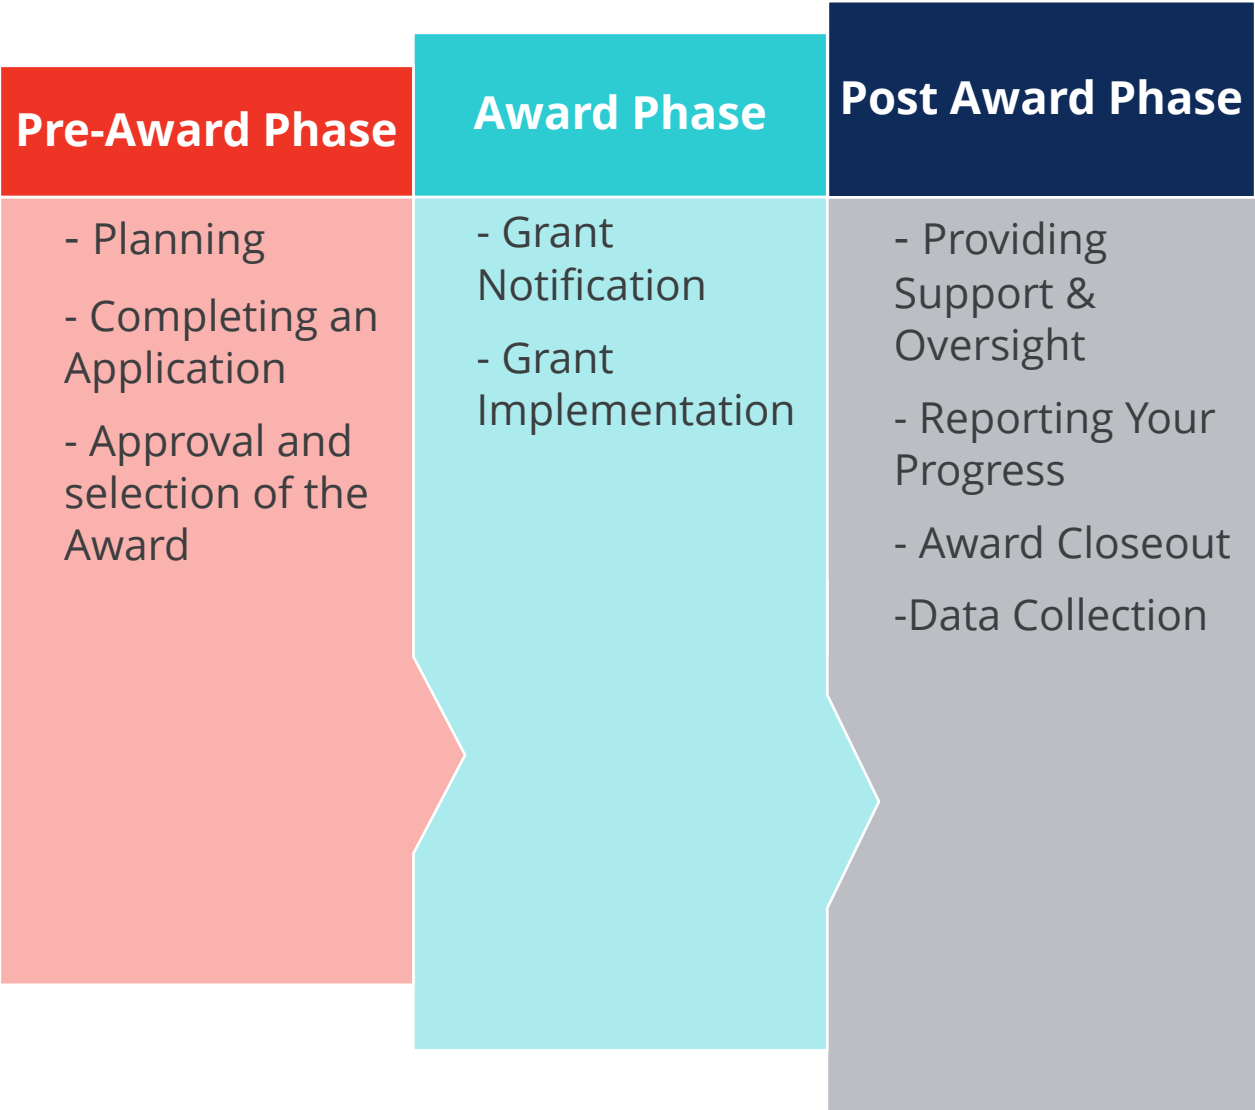 Pre-Award Phase
- Planning
- Completing an
Application
- Approval and
selection of the
Award
Award Phase
- Grant
Notification
- Grant
Implementation
Post Award Phase
- Providing
Support &
Oversight
- Reporting Your
Progress
- Award Closeout
-Data Collection